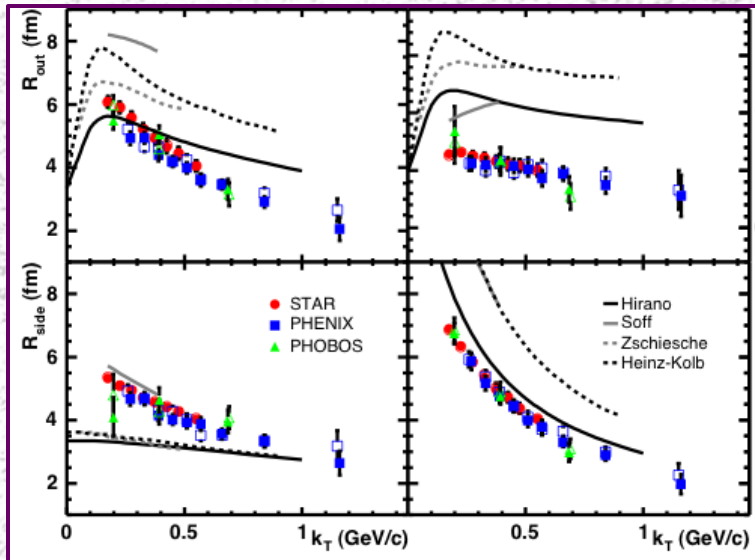 R_out (fm)
8
6
4
2
R_side (fm)
8
6
4
2
STAR
PHENIX
PHOBOS
Hirano
Soff
Zschiesche
Heinz-Kolb
0 0.5 1 0.5 1
k_T (GeV/c) k_T (GeV/c)